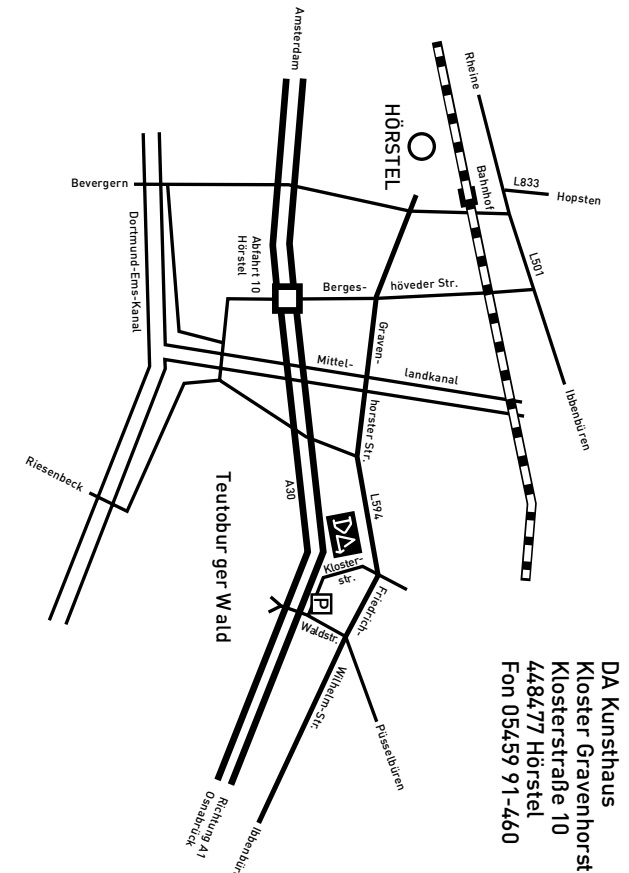 Amsterdam
Rheine
HÖRSTEL
Bahnhof
L833
Hopsten
Bevergern
Dortmund-Ems-Kanal
Abfahrt 10
Hörstel
L501
Berges-
höveder Str.
Graven-
horster Str.
Mittel-
landkanal
Ibbenbüren
Riesenbeck
A30
L594
Teutobur ger W ald
DA
Kloster-
str.
P
Waldstr.
Friedrich-
Wilhelm-Str.
Püsselbüren
Richtung A1
Osnabrück
Ibbenbür
DA Kunsthaus
Kloster Gravenhorst
Klosterstraße 10
448477 Hörstel
Fon 05459 91-460